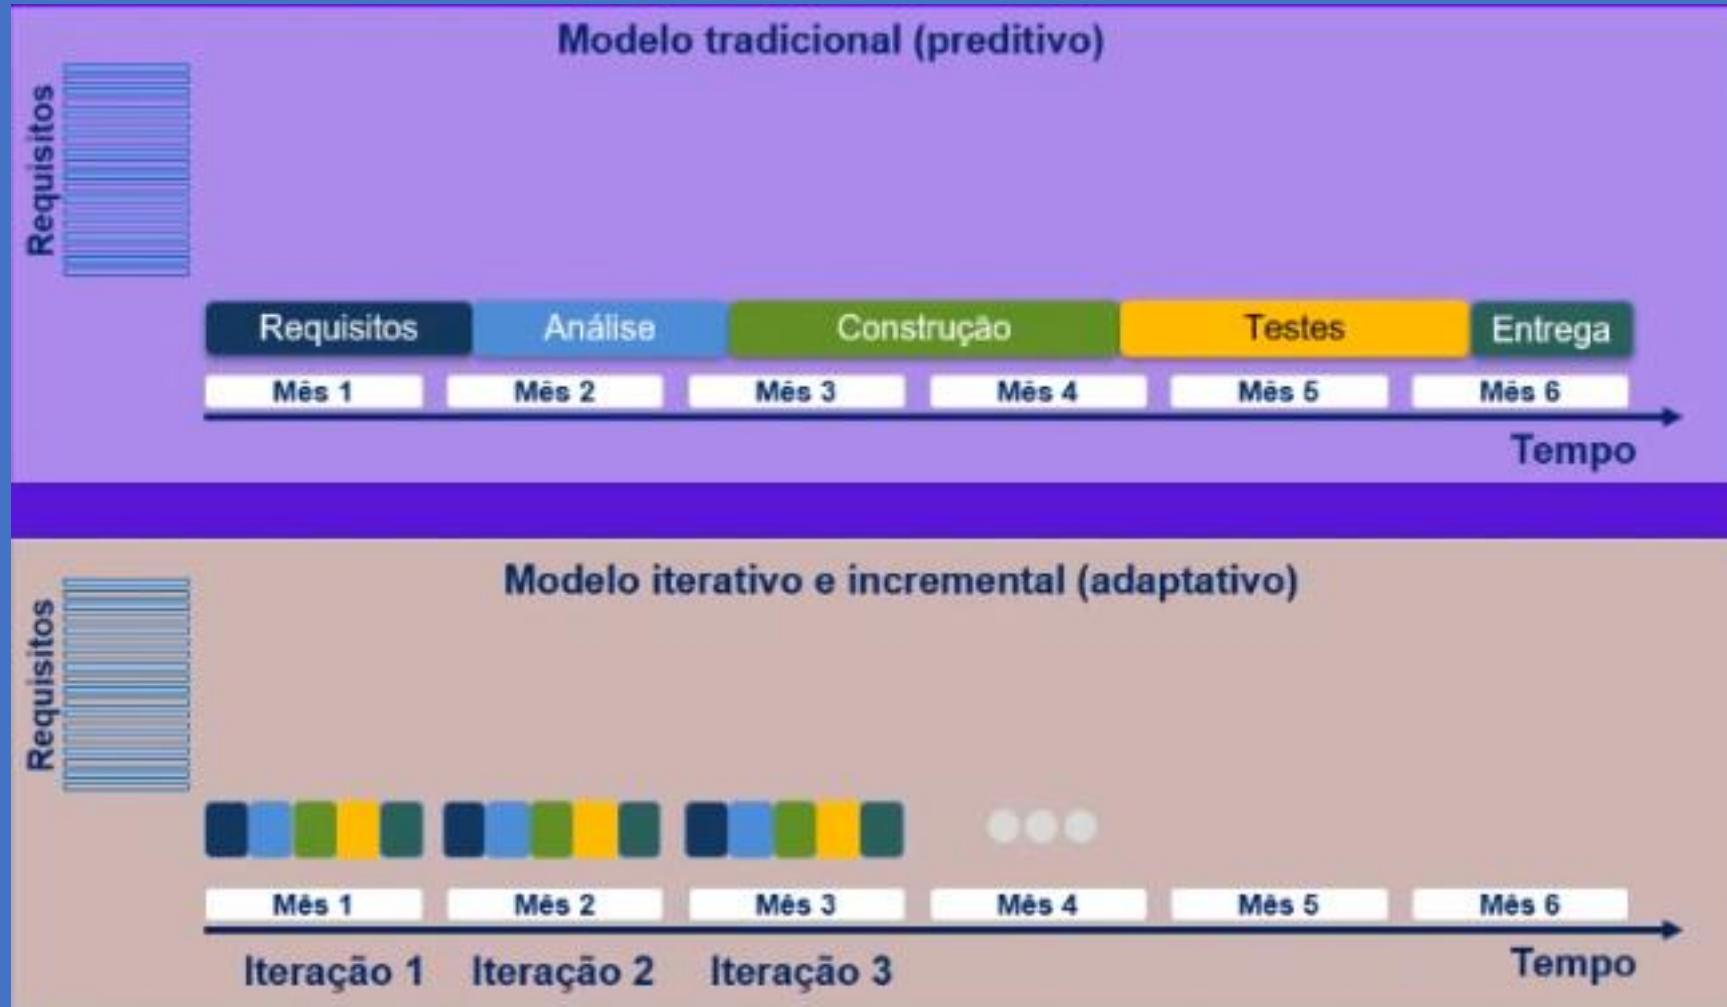 Modelo tradicional (preditivo)
Requisitos
Requisitos Análise Construção Testes Entrega
Mês 1 Mês 2 Mês 3 Mês 4 Mês 5 Mês 6
Tempo
Modelo iterativo e incremental (adaptativo)
Requisitos
Mês 1 Mês 2 Mês 3 Mês 4 Mês 5 Mês 6
Iteração 1 Iteração 2 Iteração 3 Tempo